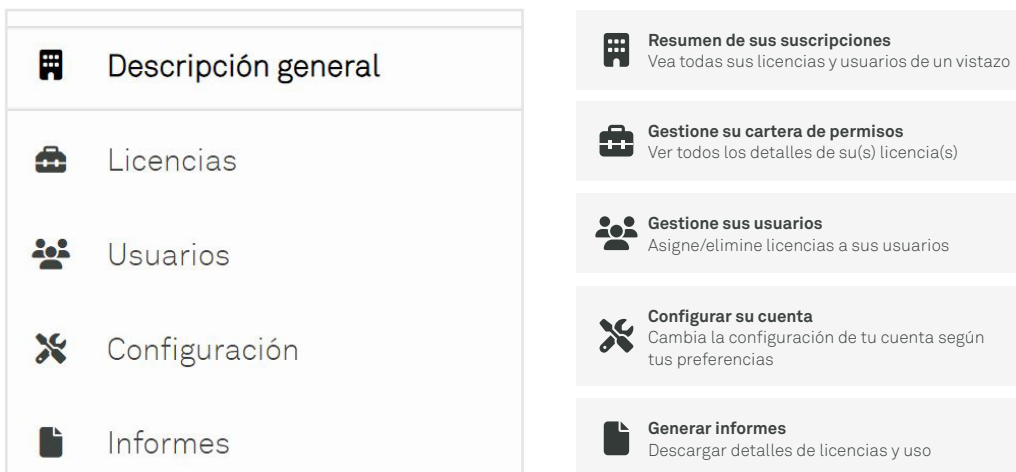 Descripción general
Licencias
Usuarios
Configuración
Informes
Resumen de sus suscripciones
Vea todas sus licencias y usuarios de un vistazo
Gestione su cartera de permisos
Ver todos los detalles de su(s) licencia(s)
Gestione sus usuarios
Asigne/elimine licencias a sus usuarios
Configurar su cuenta
Cambia la configuración de tu cuenta según
tus preferencias
Generar informes
Descargar detalles de licencias y uso